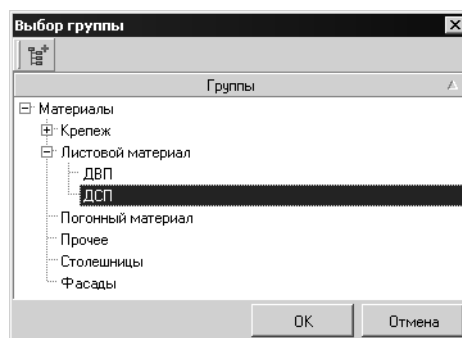 Выбор группы
Группы
Материалы
Крепеж
Листовой материал
ДВП
ДСП
Погонный материал
Прочее
Столешницы
Фасады
OK
Отмена